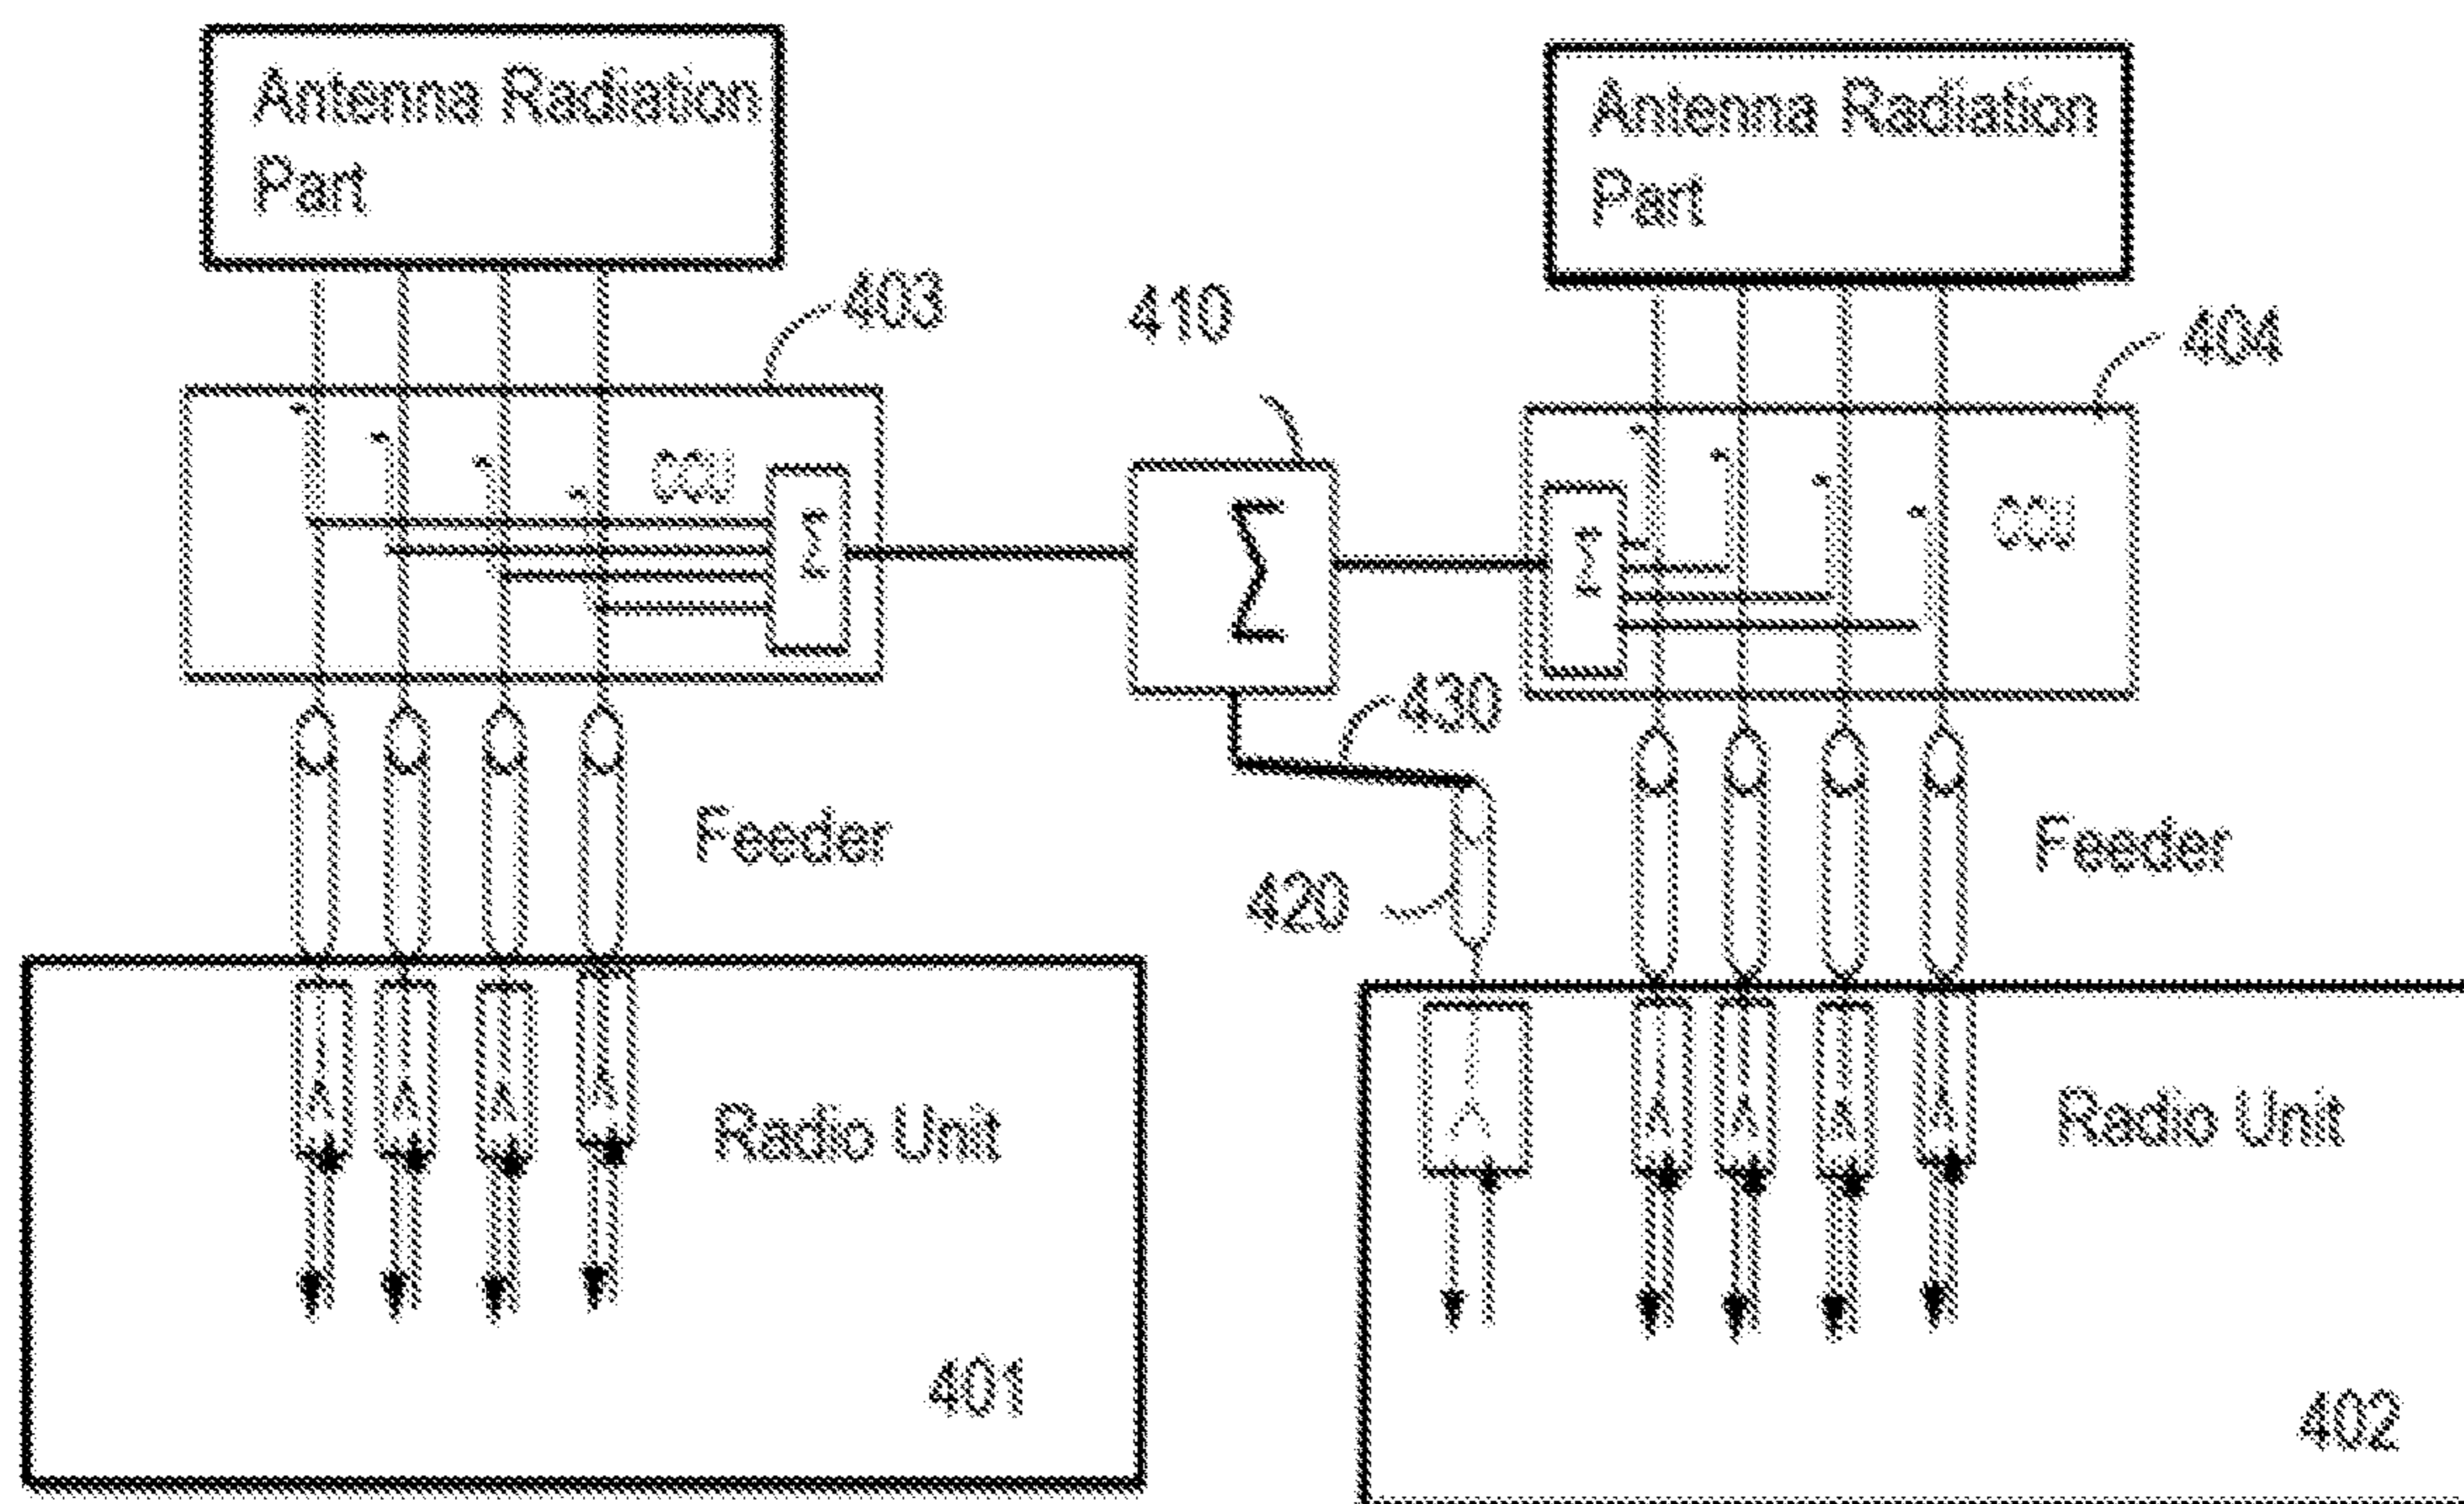 Antenna Radiation
Part
Antenna Radiation
Part
403
410
404
CCU
Σ
Σ
Σ
CCU
430
Feeder
420
Feeder
Radio Unit
Radio Unit
401
402